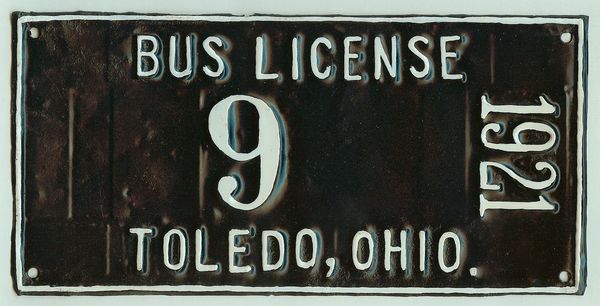 BUS LICENSE
9
1921
TOLEDO, OHIO.